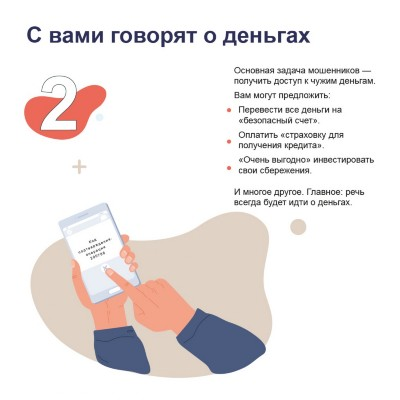 С вами говорят о деньгах
2
Основная задача мошенников —
получить доступ к чужим деньгам.
Вам могут предложить:
Перевести все деньги на
«безопасный счет».
Оплатить «страховку для
получения кредита».
«Очень выгодно» инвестировать
свои сбережения.
И многое другое. Главное: речь
всегда будет идти о деньгах.
Код
подтверждения